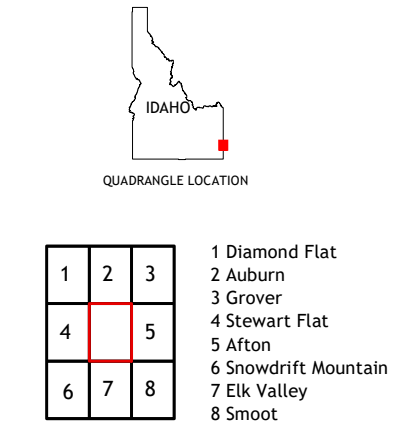 IDAHO
QUADRANGLE LOCATION
1 2 3
4 5
6 7 8
1 Diamond Flat
2 Auburn
3 Grover
4 Stewart Flat
5 Afton
6 Snowdrift Mountain
7 Elk Valley
8 Smoot